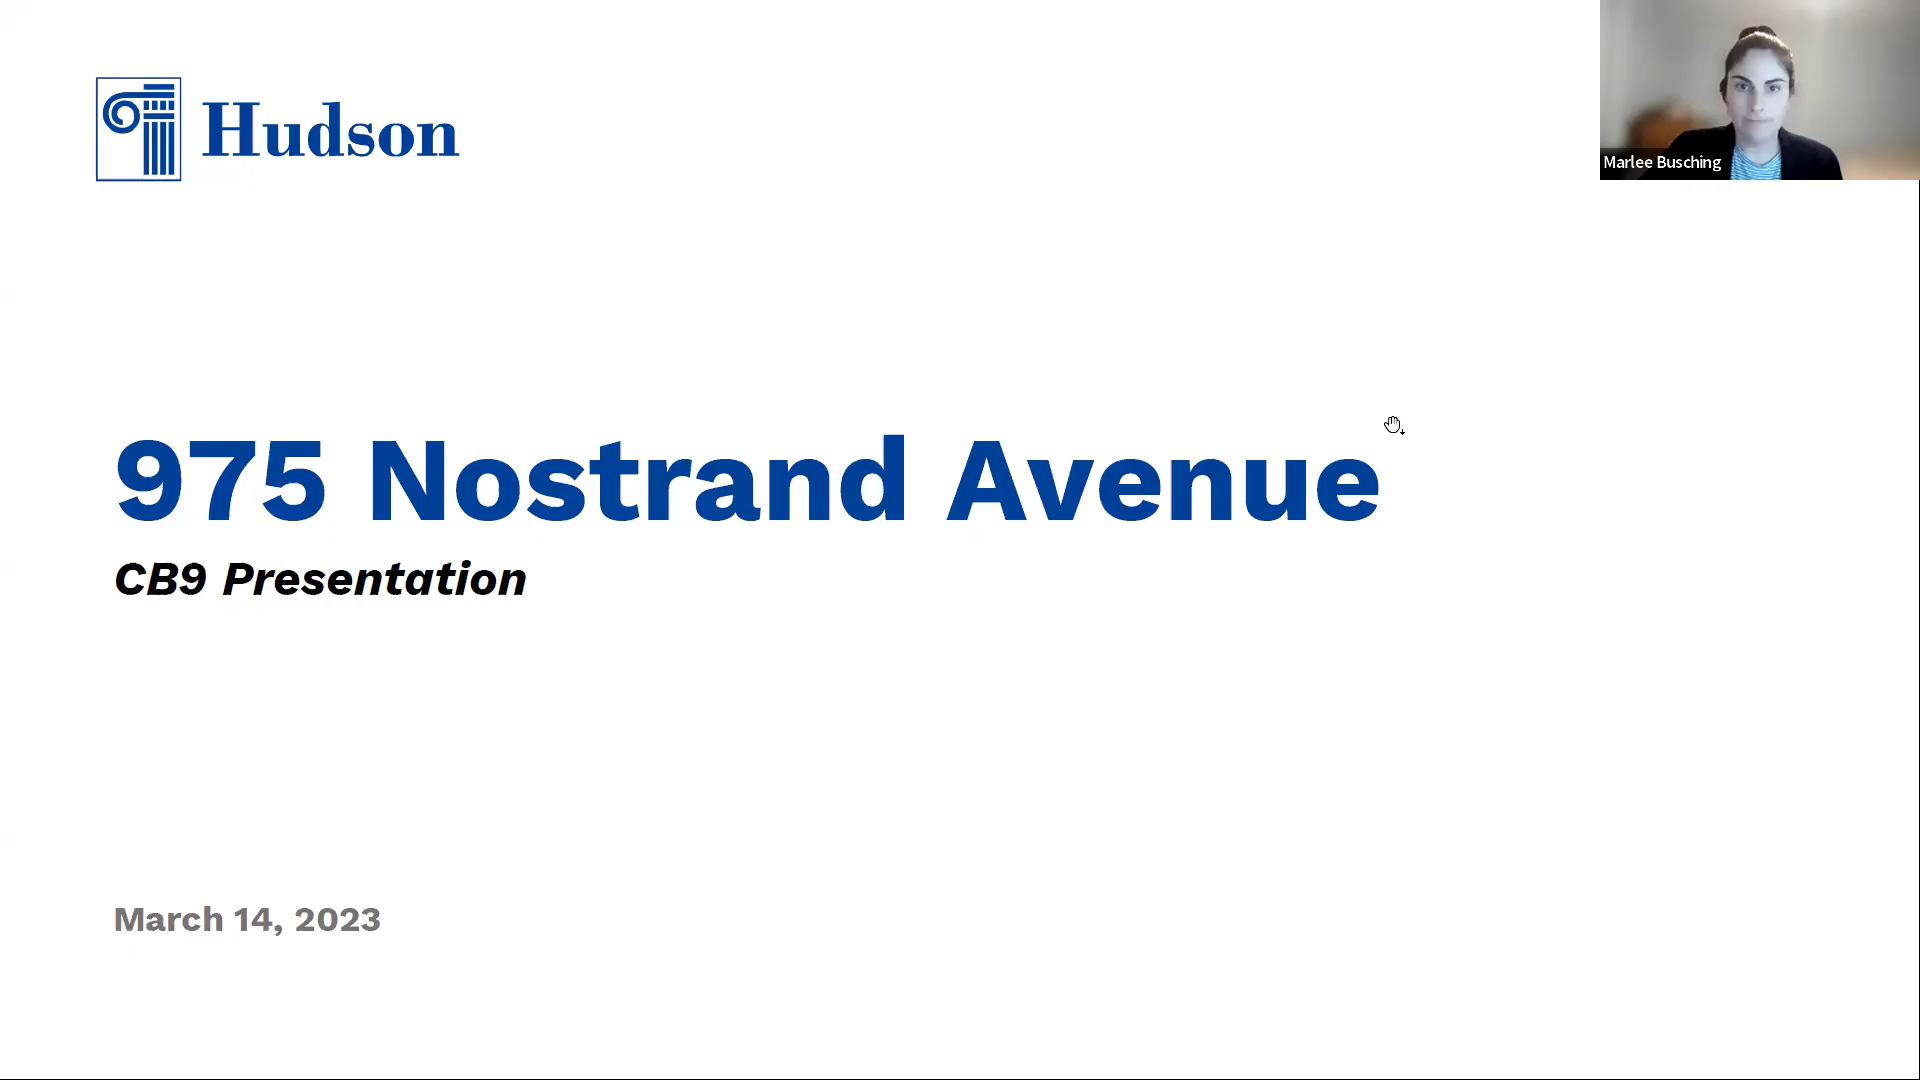 Hudson
Marlee Busching
975 Nostrand Avenue
CB9 Presentation
March 14, 2023